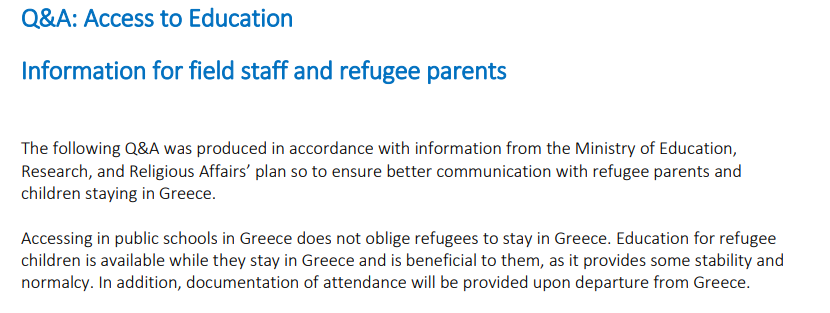 Q&A: Access to Education
Information for field staff and refugee parents
The following Q&A was produced in accordance with information from the Ministry of Education,
Research, and Religious Affairs’ plan so to ensure better communication with refugee parents and
children staying in Greece.
Accessing in public schools in Greece does not oblige refugees to stay in Greece. Education for refugee
children is available while they stay in Greece and is beneficial to them, as it provides some stability and
normalcy. In addition, documentation of attendance will be provided upon departure from Greece.